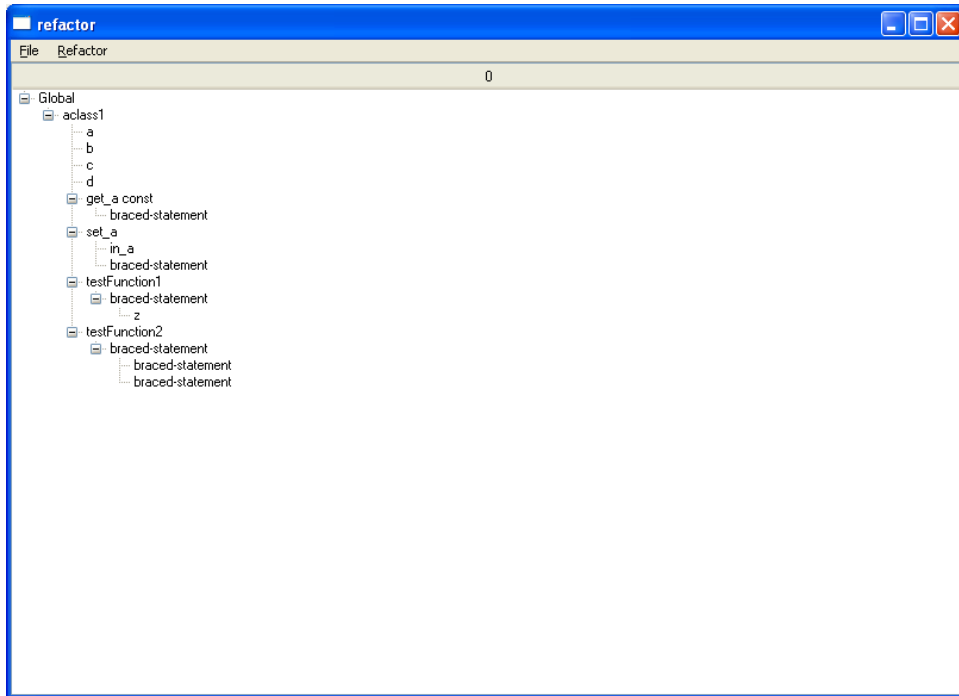 refactor
File Refactor
0
Global
aclass1
a
b
c
d
get_a const
braced-statement
set_a
in_a
braced-statement
testFunction1
braced-statement
z
testFunction2
braced-statement
braced-statement
braced-statement